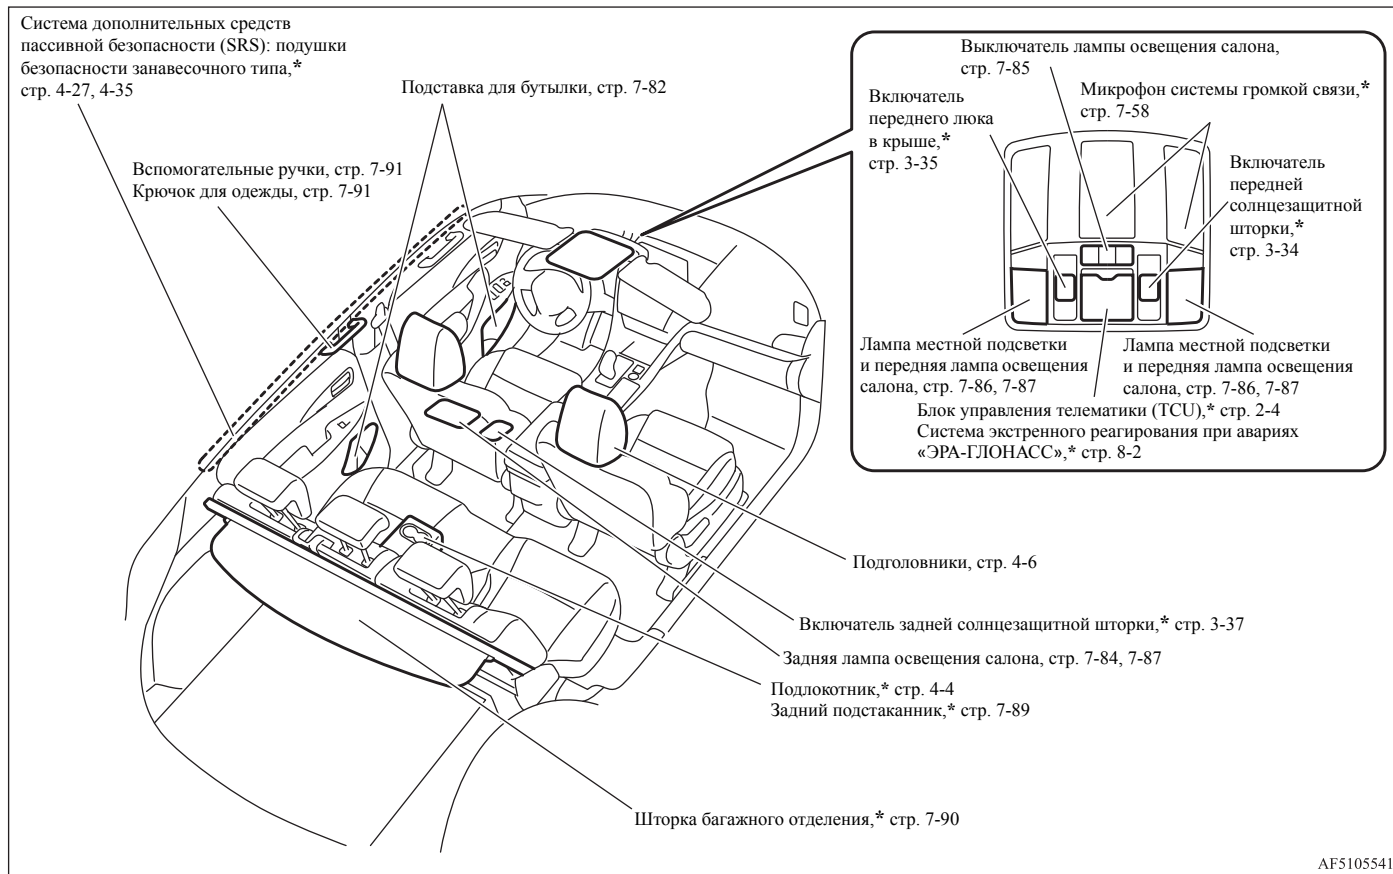 Система дополнительных средств
пассивной безопасности (SRS): подушки
безопасности занавесочного типа,*
стр. 4-27, 4-35
Подставка для бутылки, стр. 7-82
Вспомогательные ручки, стр. 7-91
Крючок для одежды, стр. 7-91
Выключатель лампы освещения салона,
стр. 7-85
Микрофон системы громкой связи,*
стр. 7-58
Включатель
переднего люка
в крыше,*
стр. 3-35
Включатель
передней
солнцезащитной
шторки,*
стр. 3-34
Лампа местной подсветки
и передняя лампа освещения
салона, стр. 7-86, 7-87
Лампа местной подсветки
и передняя лампа освещения
салона, стр. 7-86, 7-87
Блок управления телематики (TCU),* стр. 2-4
Система экстренного реагирования при авариях
«ЭРА-ГЛОНАСС»,* стр. 8-2
Подголовники, стр. 4-6
Включатель задней солнцезащитной шторки,* стр. 3-37
Задняя лампа освещения салона, стр. 7-84, 7-87
Подлокотник,* стр. 4-4
Задний подстаканник,* стр. 7-89
Шторка багажного отделения,* стр. 7-90
AF5105541